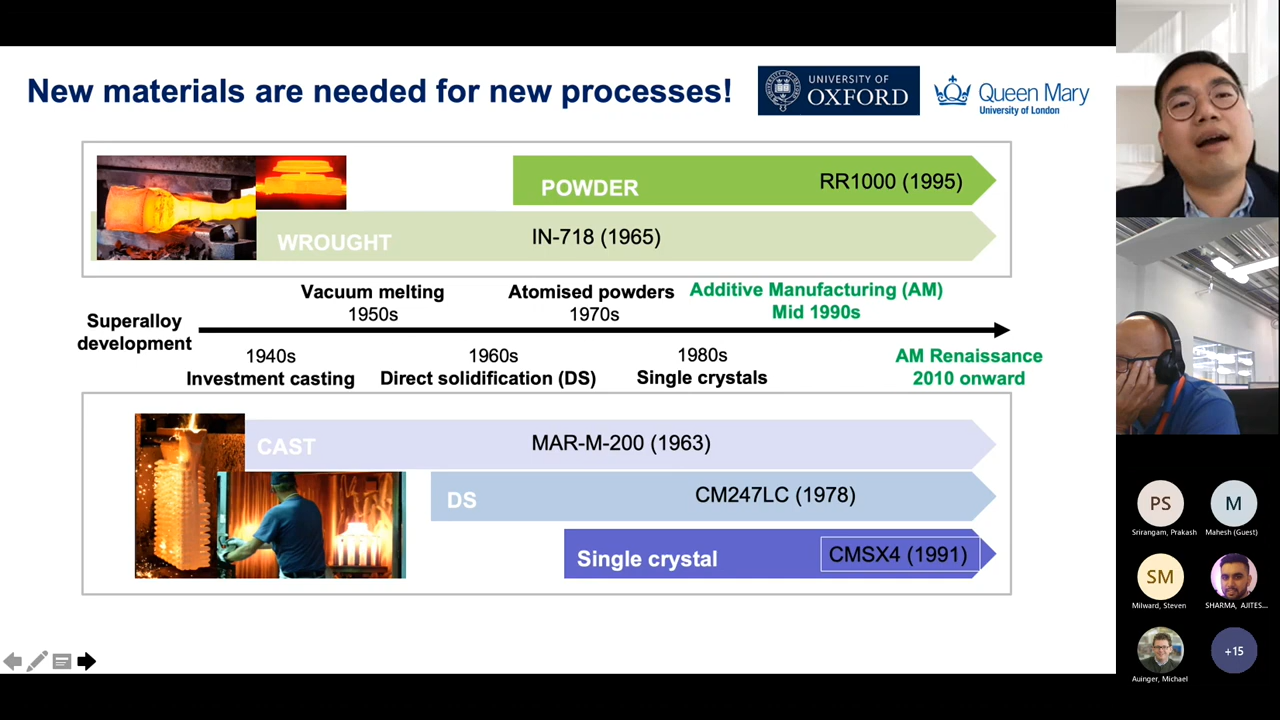 New materials are needed for new processes!
UNIVERSITY OF
OXFORD
Queen Mary
University of London
POWDER
RR1000 (1995)
WROUGHT
IN-718 (1965)
Vacuum melting
1950s
Atomised powders
1970s
Additive Manufacturing (AM)
Mid 1990s
Superalloy
development
1940s
Investment casting
1960s
Direct solidification (DS)
1980s
Single crystals
AM Renaissance
2010 onward
CAST
MAR-M-200 (1963)
DS
CM247LC (1978)
Single crystal
CMSX4 (1991)
PS
Srirangam, Prakash
M
Mahesh (Guest)
SM
Milward, Steven
SHARMA, AJITES...
Auinger, Michael
+15